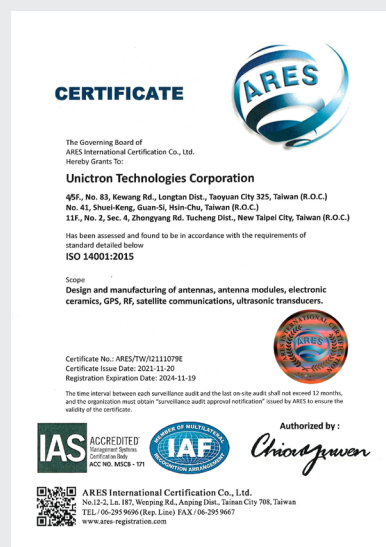 ARES
CERTIFICATE
The Governing Board of
ARES International Certification Co., Ltd.
Hereby Grants To:
Unictron Technologies Corporation
4/5F., No. 83, Kewang Rd., Longtan Dist., Taoyuan City 325, Taiwan (R.O.C.)
No. 41, Shuei-Keng, Guan-Si, Hsin-Chu, Taiwan (R.O.C.)
11F., No. 2, Sec. 4, Zhongyang Rd. Tucheng Dist., New Taipei City, Taiwan (R.O.C.)
Has been assessed and found to be in accordance with the requirements of
standard detailed below
ISO 14001:2015
Scope
Design and manufacturing of antennas, antenna modules, electronic
ceramics, GPS, RF, satellite communications, ultrasonic transducers.
ARES
Certificate No.: ARES/TW/I2111079E
Certificate Issue Date: 2021-11-20
Registration Expiration Date: 2024-11-19
The time interval between each surveillance audit and the last on-site audit shall not exceed 12 months,
and the organization must obtain "surveillance audit approval notification" issued by ARES to ensure the
validity of the certificate.
Authorized by :
IAS
ACCREDITED
Management Systems
Certification Body
ACC NO. MSCB - 171
MEMBER OF MULTILATERAL
IAF
RECOGNITION ARRANGEMENT
ARES International Certification Co., Ltd.
No.12-2, Ln. 187, Wenping Rd., Anping Dist., Tainan City 708, Taiwan
TEL / 06-295 9696 (Rep. Line) FAX / 06-295 9667
www.ares-registration.com